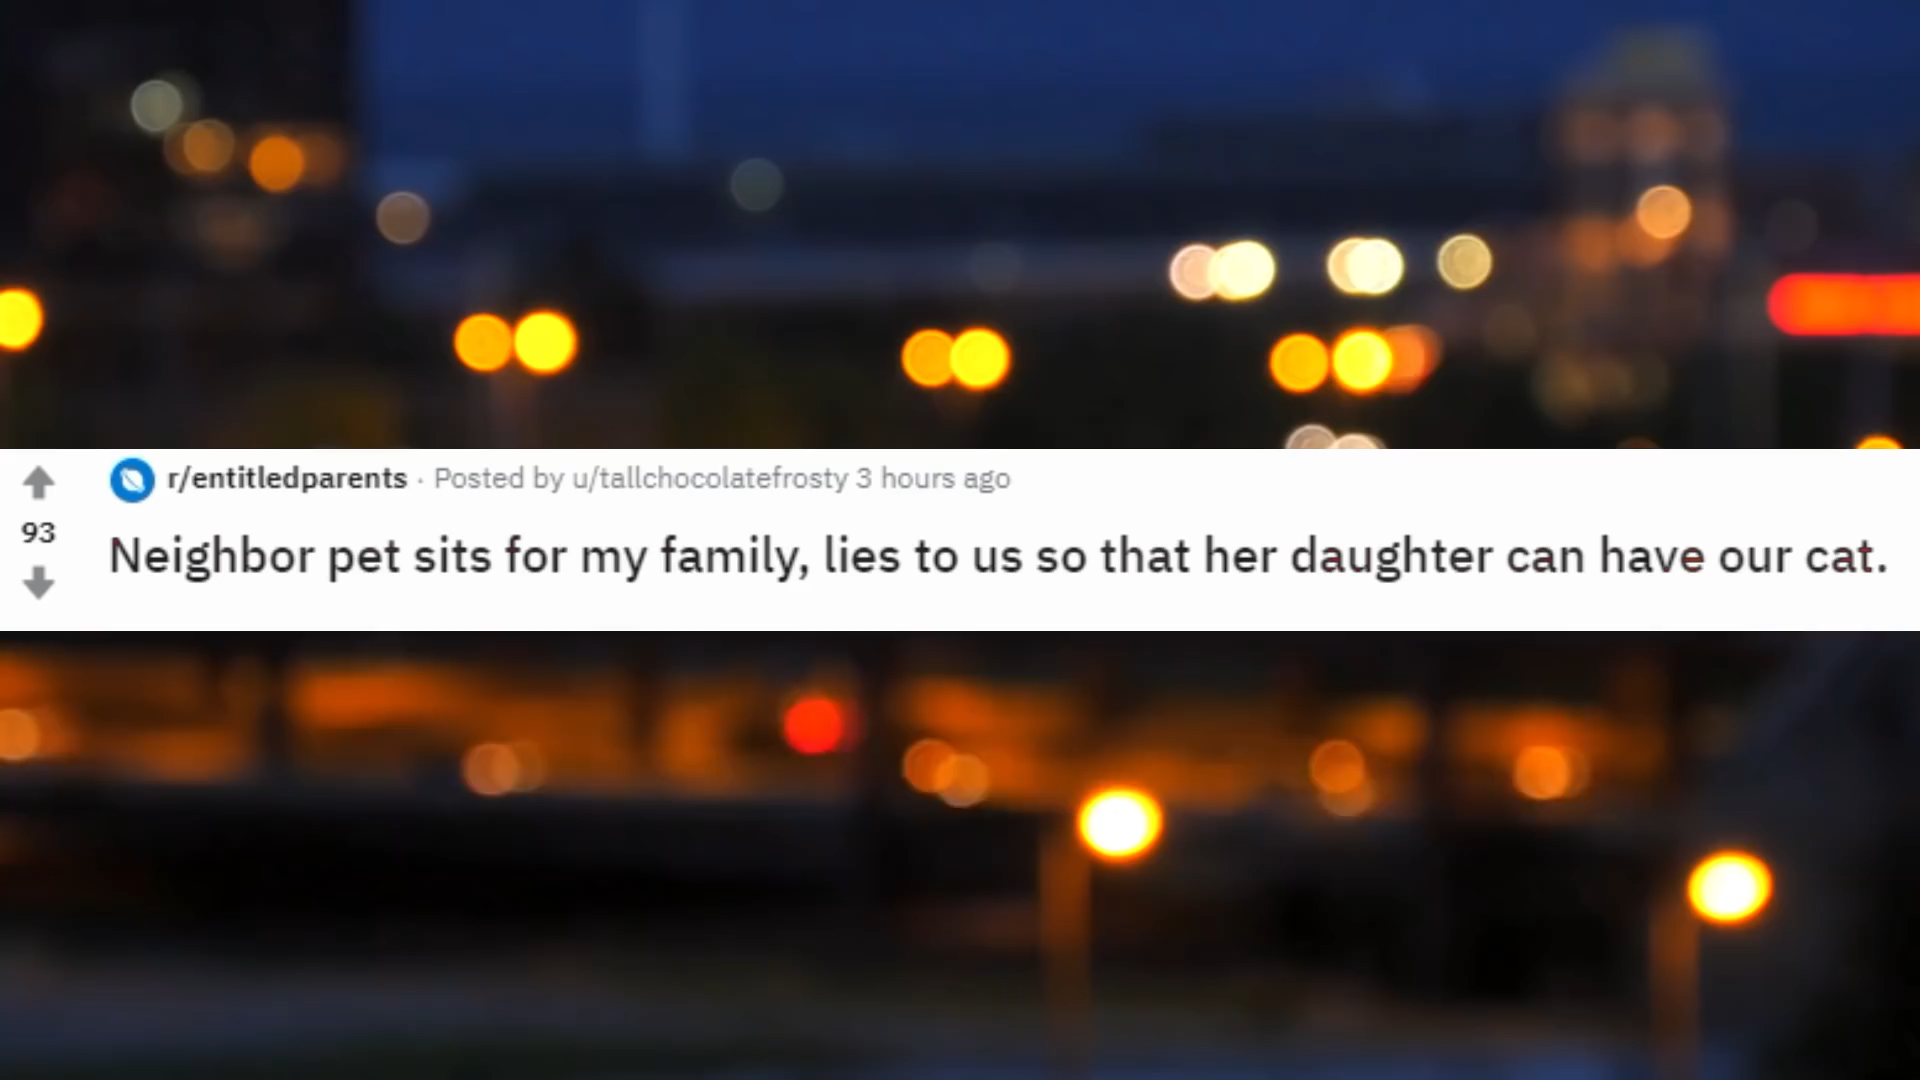 r/entitledparents · Posted by u/tallchocolatefrosty 3 hours ago
93
Neighbor pet sits for my family, lies to us so that her daughter can have our cat.